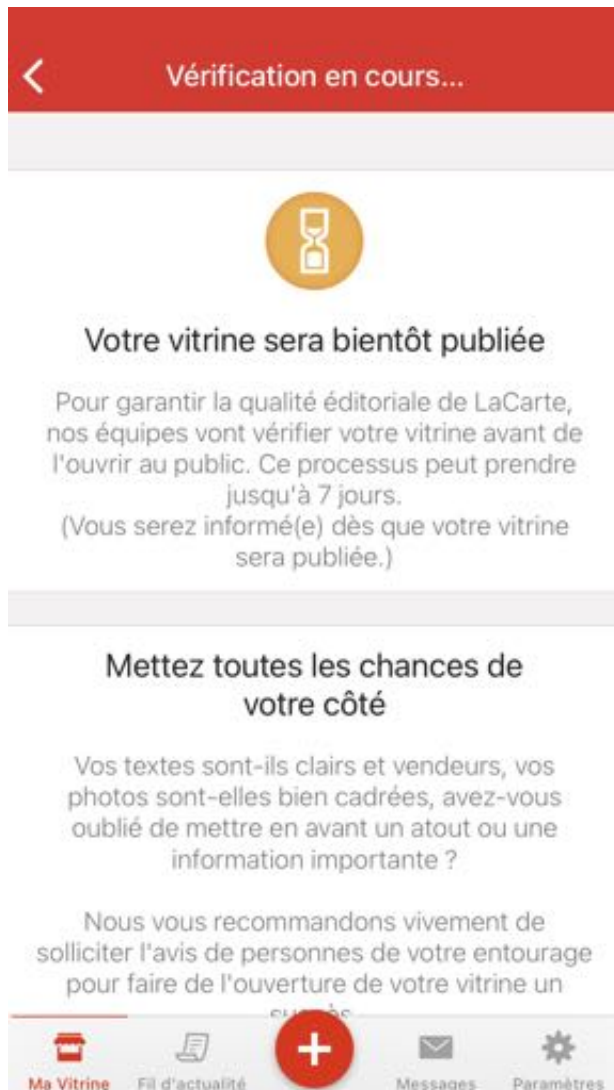 Vérification en cours...
Votre vitrine sera bientôt publiée
Pour garantir la qualité éditoriale de LaCarte,
nos équipes vont vérifier votre vitrine avant de
l'ouvrir au public. Ce processus peut prendre
jusqu'à 7 jours.
(Vous serez informé(e) dès que votre vitrine
sera publiée.)
Mettez toutes les chances de
votre côté
Vos textes sont-ils clairs et vendeurs, vos
photos sont-elles bien cadrées, avez-vous
oublié de mettre en avant un atout ou une
information importante ?
Nous vous recommandons vivement de
solliciter l'avis de personnes de votre entourage
pour faire de l'ouverture de votre vitrine un
Ma Vitrine
Fil d'actualité
Messages
Paramètres